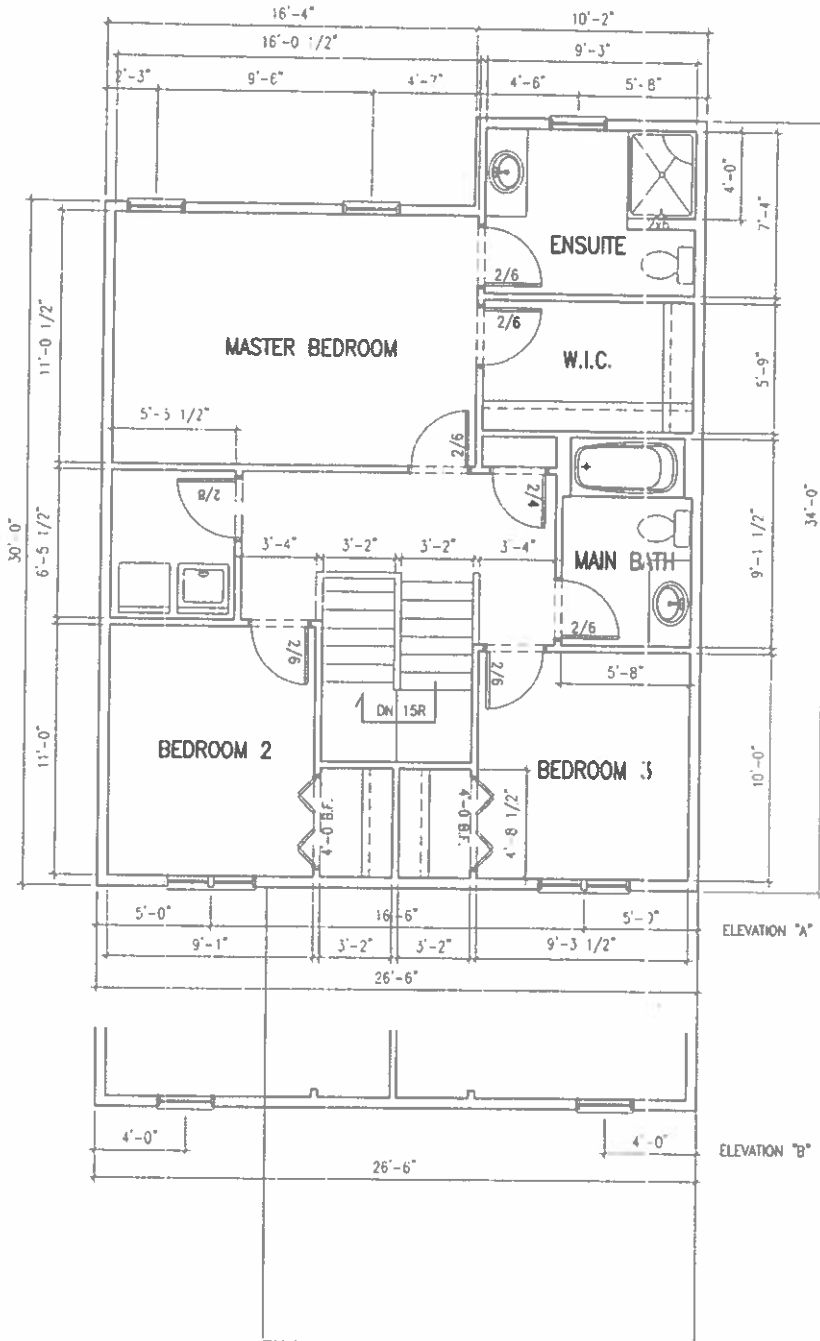 16'-4" 10'-2"
16'-0 1/2" 9'-3"
2'-3" 9'-6" 4'-7" 4'-6" 5'-8"
4'-0"
7'-4"
ENSUITE
2x6
2/6
2/6
MASTER BEDROOM
W.I.C.
11'-0 1/2"
5'-9"
5'-5 1/2"
2/6
2/8
2/4
30'-0"
34'-0"
6'-5 1/2"
9'-1 1/2"
3'-4" 3'-2" 3'-2" 3'-4"
MAIN BATH
2/6
2/6
2/6
5'-8"
DN 15R
BEDROOM 2
BEDROOM 3
11'-0"
10'-0"
4'-0 B.F.
4'-0 B.F.
4'-8 1/2"
5'-0" 16'-6" 5'-0"
ELEVATION "A"
9'-1" 3'-2" 3'-2" 9'-3 1/2"
26'-6"
4'-0" 4'-0"
ELEVATION "B"
26'-6"